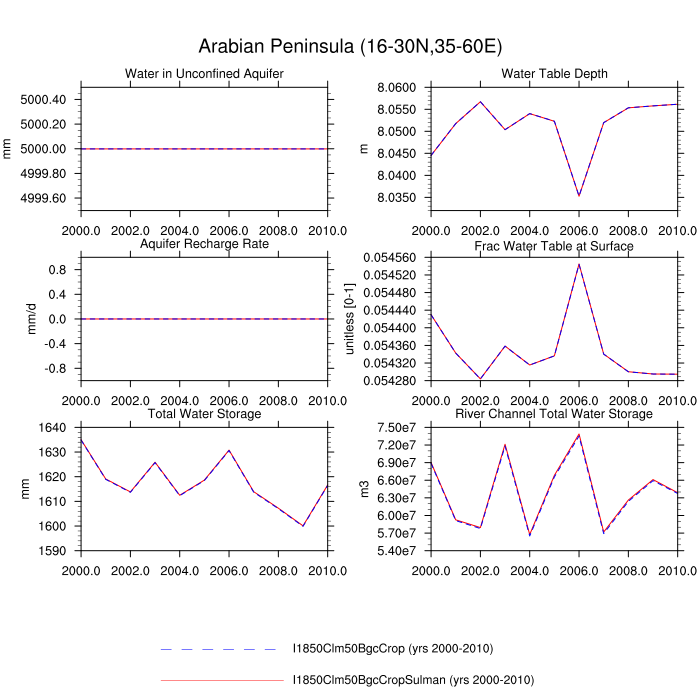 Arabian Peninsula (16-30N,35-60E)
Water in Unconfined Aquifer
mm
5000.40
5000.20
5000.00
4999.80
4999.60
2000.0 2002.0 2004.0 2006.0 2008.0 2010.0
Water Table Depth
m
8.0600
8.0550
8.0500
8.0450
8.0400
8.0350
2000.0 2002.0 2004.0 2006.0 2008.0 2010.0
Aquifer Recharge Rate
mm/d
0.8
0.4
0.0
-0.4
-0.8
2000.0 2002.0 2004.0 2006.0 2008.0 2010.0
Frac Water Table at Surface
unitless [0-1]
0.054560
0.054520
0.054480
0.054440
0.054400
0.054360
0.054320
0.054280
2000.0 2002.0 2004.0 2006.0 2008.0 2010.0
Total Water Storage
mm
1640
1630
1620
1610
1600
1590
2000.0 2002.0 2004.0 2006.0 2008.0 2010.0
River Channel Total Water Storage
m3
7.50e7
7.20e7
6.90e7
6.60e7
6.30e7
6.00e7
5.70e7
5.40e7
2000.0 2002.0 2004.0 2006.0 2008.0 2010.0
I1850Clm50BgcCrop (yrs 2000-2010)
I1850Clm50BgcCropSulman (yrs 2000-2010)